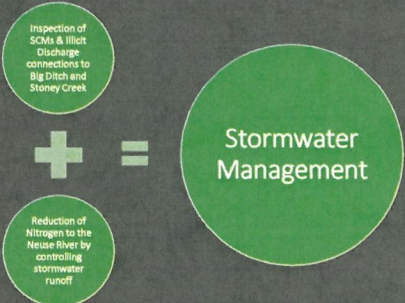 Inspection of
SCMs & Illicit
Discharge
connections to
Big Ditch and
Stoney Creek
+
=
Stormwater
Management
Reduction of
Nitrogen to the
Neuse River by
controlling
stormwater
runoff